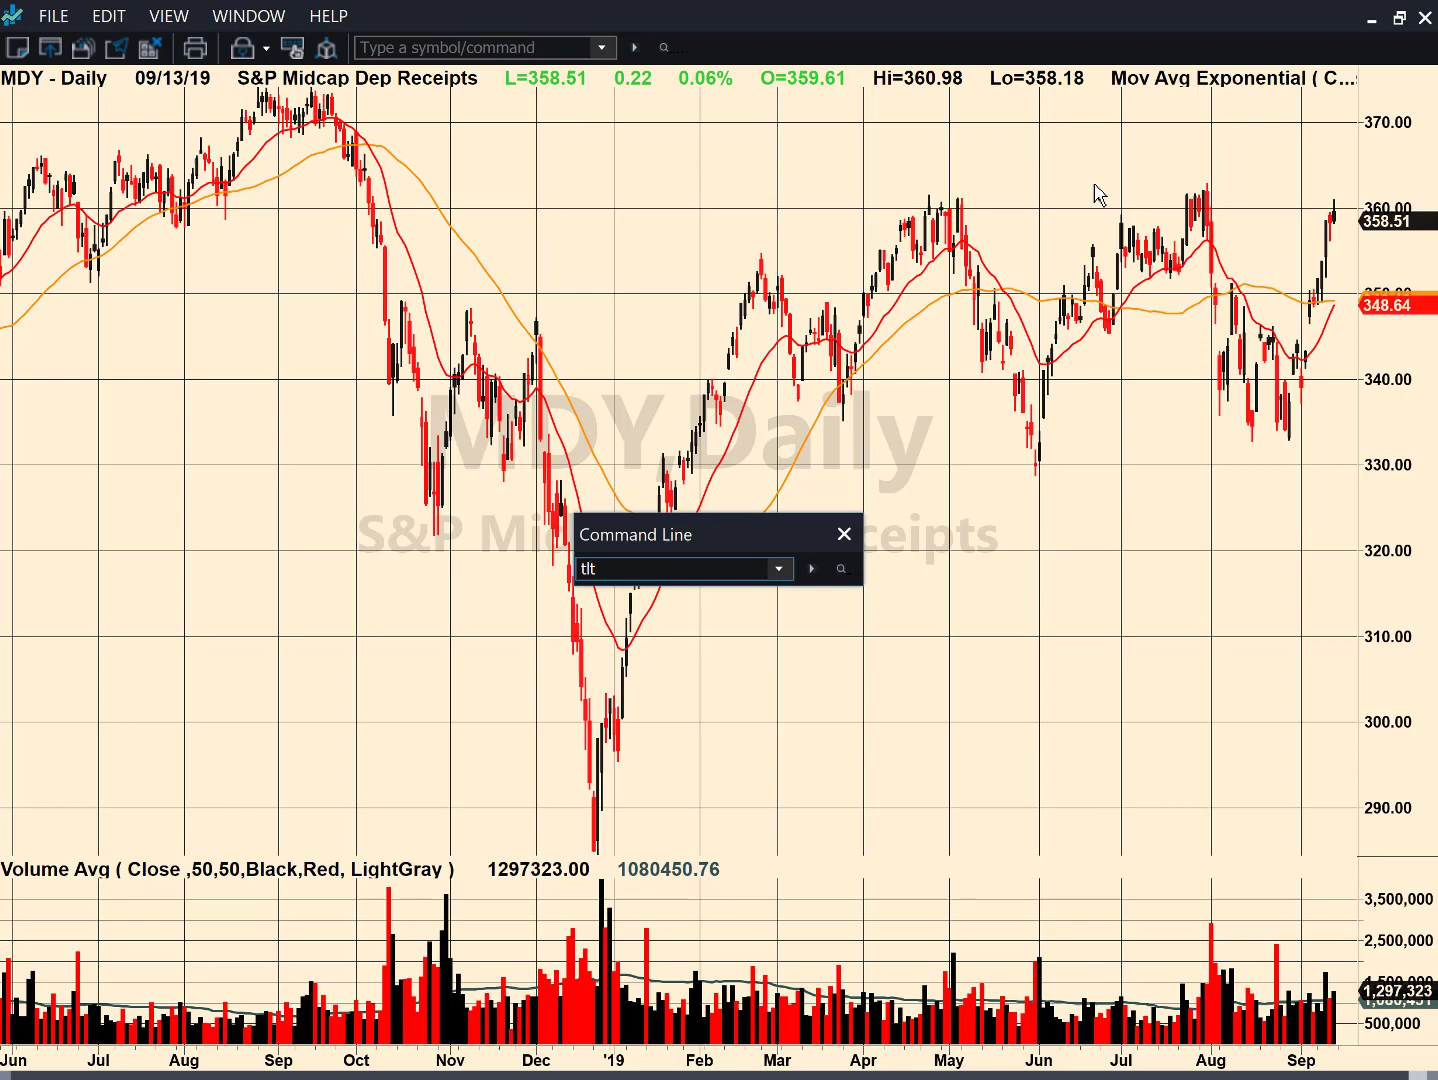 FILE EDIT VIEW WINDOW HELP
Type a symbol/command
MDY - Daily 09/13/19 S&P Midcap Dep Receipts L=358.51 0.22 0.06% O=359.61 Hi=360.98 Lo=358.18 Mov Avg Exponential ( C...
370.00
360.00
358.51
348.64
340.00
MDY,Daily
330.00
S&P Mid receipts
320.00
Command Line
tlt
310.00
300.00
290.00
Volume Avg ( Close ,50,50,Black,Red, LightGray ) 1297323.00 1080450.76
3,500,000
2,500,000
1,297,323
500,000
Jun Jul Aug Sep Oct Nov Dec '19 Feb Mar Apr May Jun Jul Aug Sep